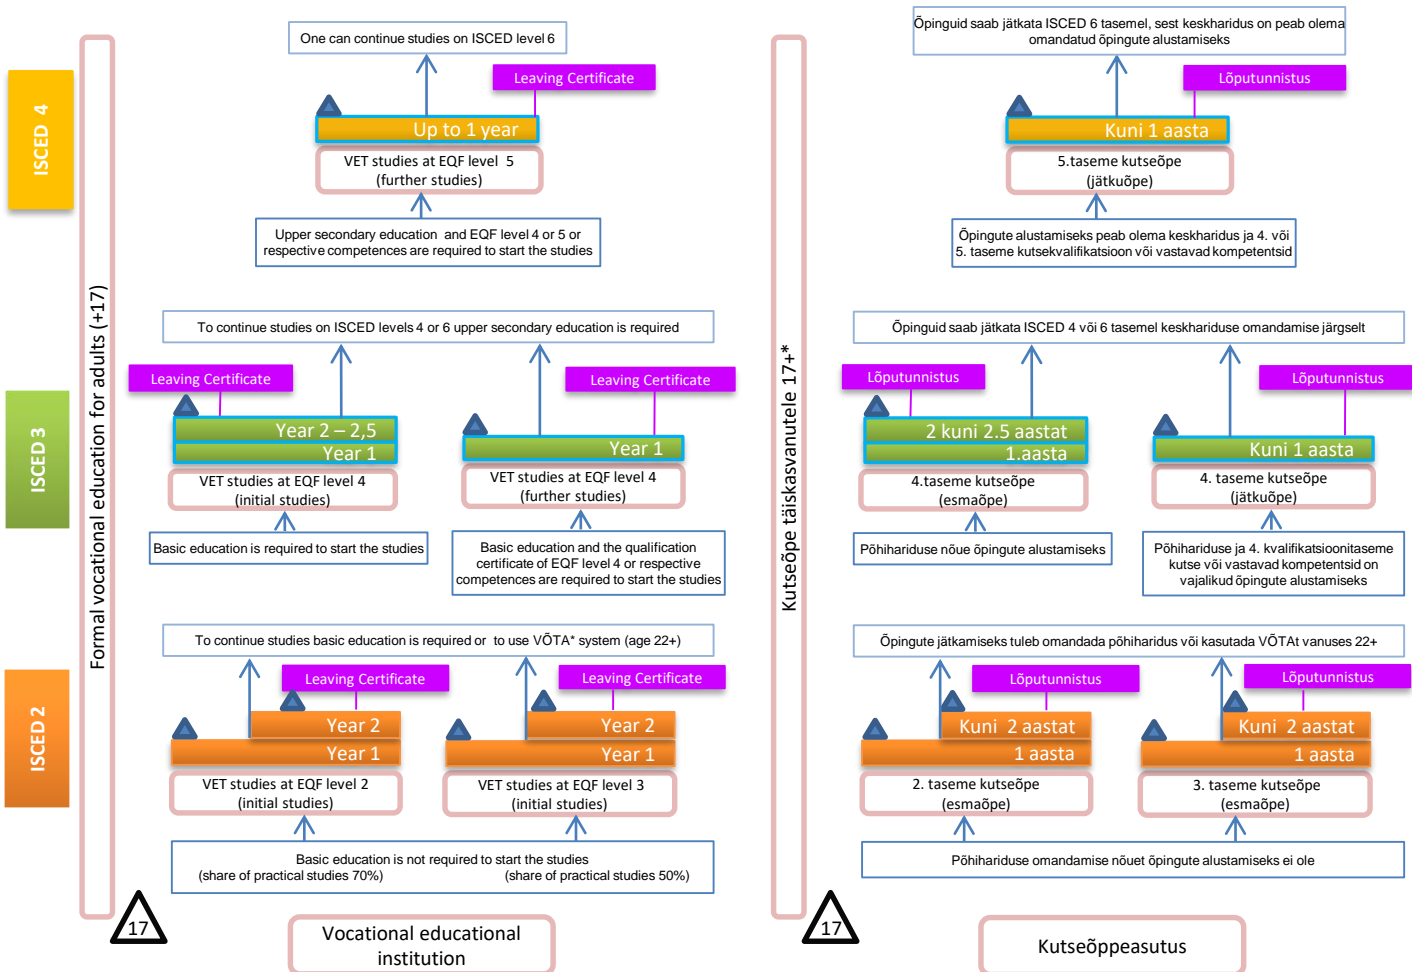 ISCED 4
ISCED 3
ISCED 2
Formal vocational education for adults (+17)
One can continue studies on ISCED level 6
Leaving Certificate
Up to 1 year
VET studies at EQF level 5
(further studies)
Upper secondary education and EQF level 4 or 5 or
respective competences are required to start the studies
To continue studies on ISCED levels 4 or 6 upper secondary education is required
Leaving Certificate
Year 2 – 2,5
Year 1
VET studies at EQF level 4
(initial studies)
Basic education is required to start the studies
Leaving Certificate
Year 1
VET studies at EQF level 4
(further studies)
Basic education and the qualification
certificate of EQF level 4 or respective
competences are required to start the studies
To continue studies basic education is required or to use VÕTA* system (age 22+)
Leaving Certificate
Year 2
Year 1
VET studies at EQF level 2
(initial studies)
Leaving Certificate
Year 2
Year 1
VET studies at EQF level 3
(initial studies)
Basic education is not required to start the studies
(share of practical studies 70%) (share of practical studies 50%)
17
Vocational educational
institution
Kutseõpe täiskasvanutele 17+*
Õpinguid saab jätkata ISCED 6 tasemel, sest keskharidus on peab olema
omandatud õpingute alustamiseks
Lõputunnistus
Kuni 1 aasta
5.taseme kutseõpe
(jätkuõpe)
Õpingute alustamiseks peab olema keskharidus ja 4. või
5. taseme kutsekvalifikatsioon või vastavad kompetentsid
Õpinguid saab jätkata ISCED 4 või 6 tasemel keskhariduse omandamise järgselt
Lõputunnistus
2 kuni 2.5 aastat
1.aasta
4.taseme kutseõpe
(esmaõpe)
Põhihariduse nõue õpingute alustamiseks
Lõputunnistus
Kuni 1 aasta
4. taseme kutseõpe
(jätkuõpe)
Põhihariduse ja 4. kvalifikatsioonitaseme
kutse või vastavad kompetentsid on
vajalikud õpingute alustamiseks
Õpingute jätkamiseks tuleb omandada põhiharidus või kasutada VÕTAt vanuses 22+
Lõputunnistus
Kuni 2 aastat
1 aasta
2. taseme kutseõpe
(esmaõpe)
Lõputunnistus
Kuni 2 aastat
1 aasta
3. taseme kutseõpe
(esmaõpe)
Põhihariduse omandamise nõuet õpingute alustamiseks ei ole
17
Kutseõppeasutus